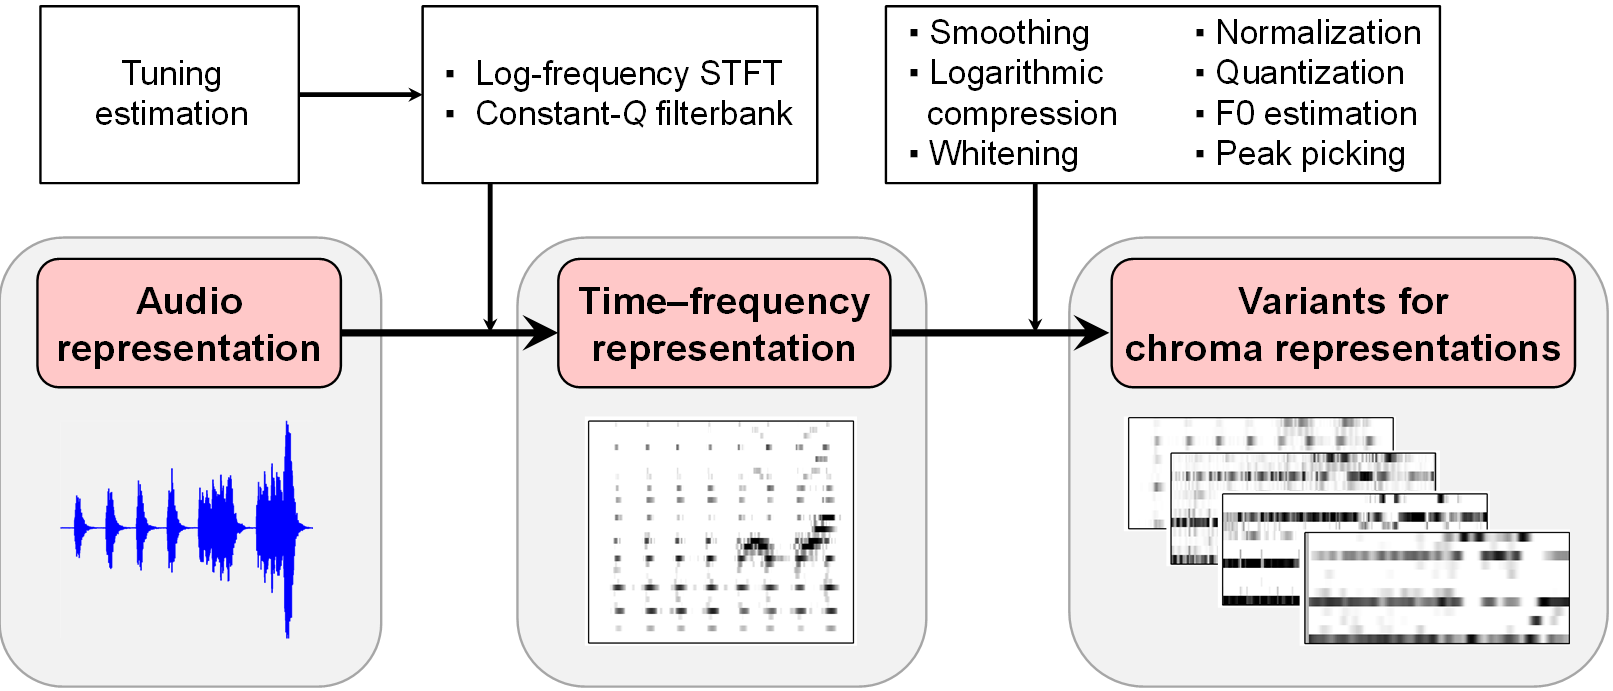 Tuning
estimation
▪ Log-frequency STFT
▪ Constant-Q filterbank
▪ Smoothing
▪ Logarithmic
compression
▪ Whitening
▪ Normalization
▪ Quantization
▪ F0 estimation
▪ Peak picking
Audio
representation
Time–frequency
representation
Variants for
chroma representations